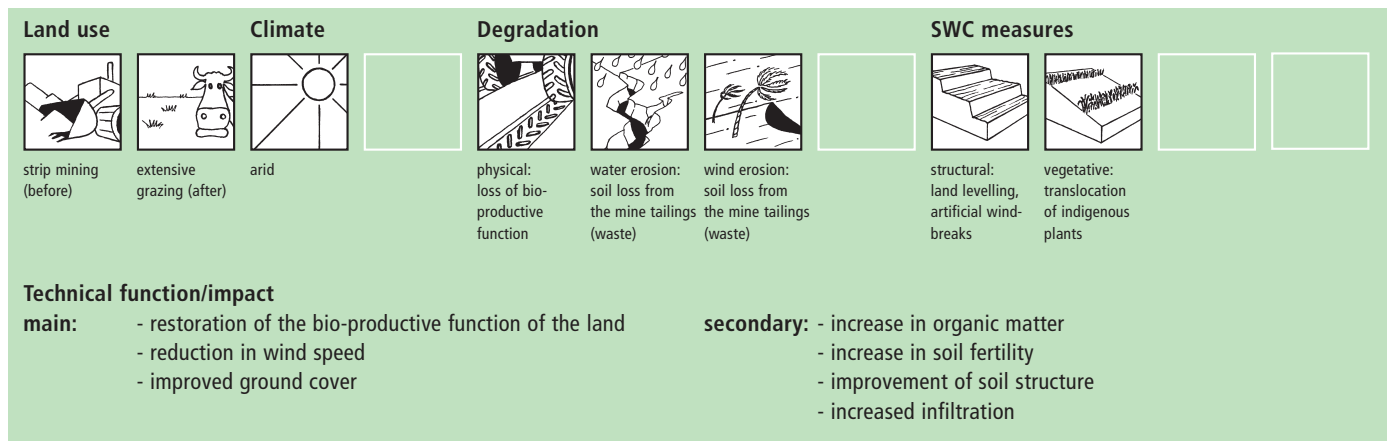 Land use
Climate
Degradation
SWC measures
strip mining
(before)
extensive
grazing (after)
arid
physical:
loss of bio-
productive
function
water erosion:
soil loss from
the mine tailings
(waste)
wind erosion:
soil loss from
the mine tailings
(waste)
structural:
land levelling,
artificial wind-
breaks
vegetative:
translocation
of indigenous
plants
Technical function/impact
main: - restoration of the bio-productive function of the land
- reduction in wind speed
- improved ground cover
secondary: - increase in organic matter
- increase in soil fertility
- improvement of soil structure
- increased infiltration